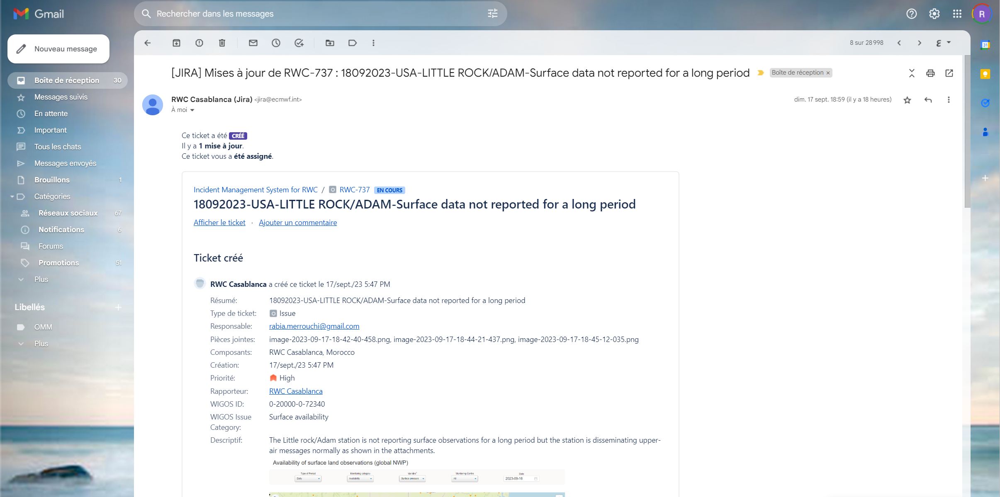 Gmail
Rechercher dans les messages
R
Nouveau message
8 sur 28 998
31
Boîte de réception 30
Messages suivis
En attente
Important
Tous les chats
Messages envoyés
Brouillons 1
Catégories
Réseaux sociaux 67
Notifications 6
Forums
Promotions 51
Plus
Libellés
OMM
Plus
[JIRA] Mises à jour de RWC-737 : 18092023-USA-LITTLE ROCK/ADAM-Surface data not reported for a long period
Boîte de réception ×
RWC Casablanca (Jira) <jira@ecmwf.int>
dim. 17 sept. 18:59 (il y a 18 heures)
À moi
Ce ticket a été CRÉÉ
Il y a 1 mise à jour.
Ce ticket vous a été assigné.
Incident Management System for RWC / RWC-737 EN COURS
18092023-USA-LITTLE ROCK/ADAM-Surface data not reported for a long period
Afficher le ticket · Ajouter un commentaire
Ticket créé
RWC Casablanca a créé ce ticket le 17/sept./23 5:47 PM
Résumé: 18092023-USA-LITTLE ROCK/ADAM-Surface data not reported for a long period
Type de ticket: Issue
Responsable: rabia.merrouchi@gmail.com
Pièces jointes: image-2023-09-17-18-42-40-458.png, image-2023-09-17-18-44-21-437.png, image-2023-09-17-18-45-12-035.png
Composants: RWC Casablanca, Morocco
Création: 17/sept./23 5:47 PM
Priorité: High
Rapporteur: RWC Casablanca
WIGOS ID: 0-20000-0-72340
WIGOS Issue Surface availability
Category:
Descriptif: The Little rock/Adam station is not reporting surface observations for a long period but the station is disseminating upper-
air messages normally as shown in the attachments.
Availability of surface land observations (global NWP)
Type of Period Monitoring category Variable* Monitoring Centre Date
Daily Availability Surface pressure All 2023-09-16